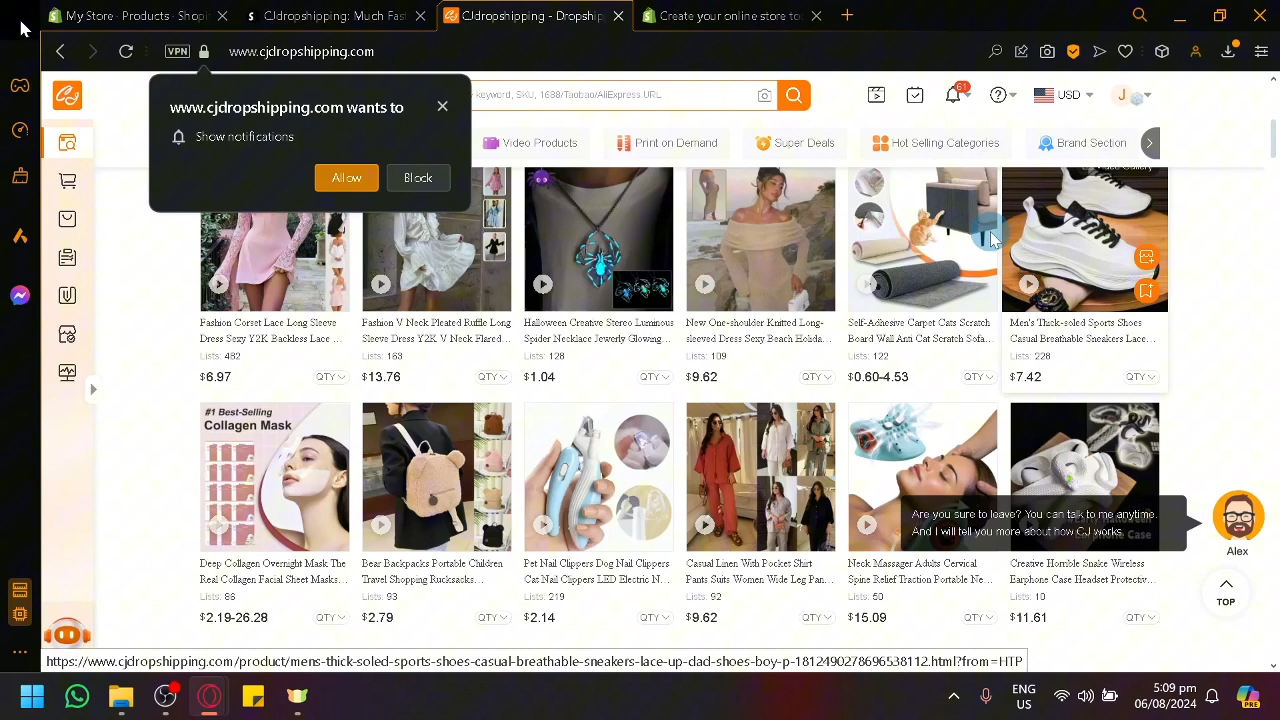 My Store - Products · Shopi
CJdropshipping: Much Fas
CJdropshipping - Dropship
Create your online store to
VPN
www.cjdropshipping.com
www.cjdropshipping.com wants to
Show notifications
Allow
Block
keyword, SKU, 1688/Taobao/AliExpress URL
61
USD
J
Video Products
Print on Demand
Super Deals
Hot Selling Categories
Brand Section
Fashion Corset Lace Long Sleeve
Dress Sexy Y2K Backless Lace ...
Lists: 482
$6.97
QTY
Fashion V Neck Pleated Ruffle Long
Sleeve Dress Y2K V Neck Flared...
Lists: 163
$13.76
QTY
Halloween Creative Stereo Luminous
Spider Necklace Jewerly Glowing...
Lists: 128
$1.04
QTY
New One-shoulder Knitted Long-
sleeved Dress Sexy Beach Holida...
Lists: 109
$9.62
QTY
Self-Adhesive Carpet Cats Scratch
Board Wall Anti Cat Scratch Sofa...
Lists: 122
$0.60-4.53
QTY
Men's Thick-soled Sports Shoes
Casual Breathable Sneakers Lace...
Lists: 228
$7.42
QTY
#1 Best-Selling
Collagen Mask
Deep Collagen Overnight Mask The
Real Collagen Facial Sheet Masks...
Lists: 86
$2.19-26.28
QTY
Bear Backpacks Portable Children
Travel Shopping Rucksacks...
Lists: 93
$2.79
QTY
Pet Nail Clippers Dog Nail Clippers
Cat Nail Clippers LED Electric N...
Lists: 219
$2.14
QTY
Casual Linen With Pocket Shirt
Pants Suits Women Wide Leg Pan...
Lists: 92
$9.62
QTY
Neck Massager Adults Cervical
Spine Relax Traction Portable Ne...
Lists: 50
$15.09
QTY
Creative Horrible Snake Wireless
Earphone Case Headset Protectiv...
Lists: 10
$11.61
QTY
Are you sure to leave? You can talk to me anytime.
And I will tell you more about how CJ works.
Alex
TOP
https://www.cjdropshipping.com/product/mens-thick-soled-sports-shoes-casual-breathable-sneakers-lace-up-dad-shoes-boy-p-1812490278696538112.html?from=HTP
ENG
US
5:09 pm
06/08/2024
PRE